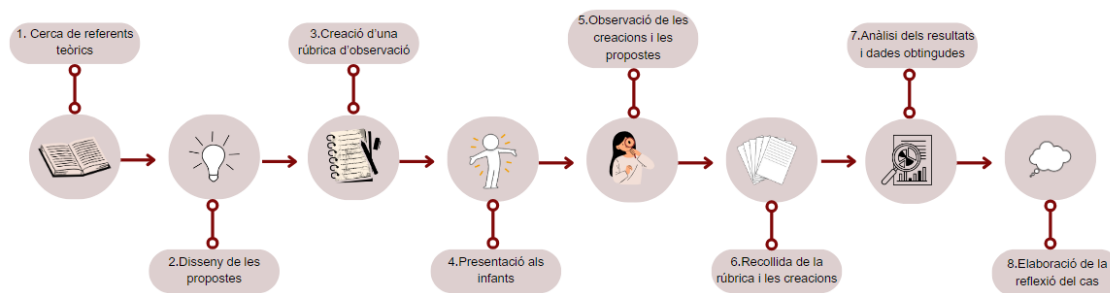 1. Cerca de referents
teòrics
2.Disseny de les
propostes
3.Creació d'una
rúbrica d'observació
4.Presentació als
infants
5.Observació de les
creacions i les
propostes
6.Recollida de la
rúbrica i les creacions
7.Anàlisi dels resultats
i dades obtingudes
8.Elaboració de la
reflexió del cas